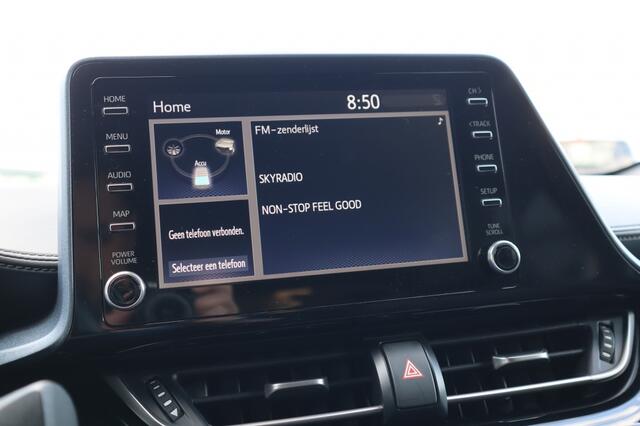 HOME
MENU
AUDIO
MAP
POWER
VOLUME
Home
8:50
Motor
Accu
Geen telefoon verbonden.
Selecteer een telefoon
FM-zenderlijst
SKYRADIO
NON-STOP FEEL GOOD
CH
<TRACK
PHONE
SETUP
TUNE
SCROLL